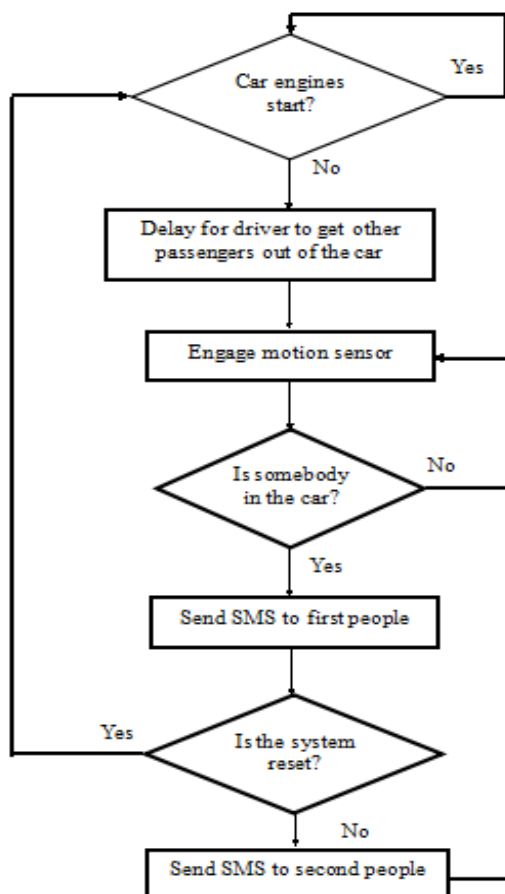 Car engines
start?
Yes
No
Delay for driver to get other
passengers out of the car
Engage motion sensor
Is somebody
in the car?
No
Yes
Send SMS to first people
Yes
Is the system
reset?
No
Send SMS to second people